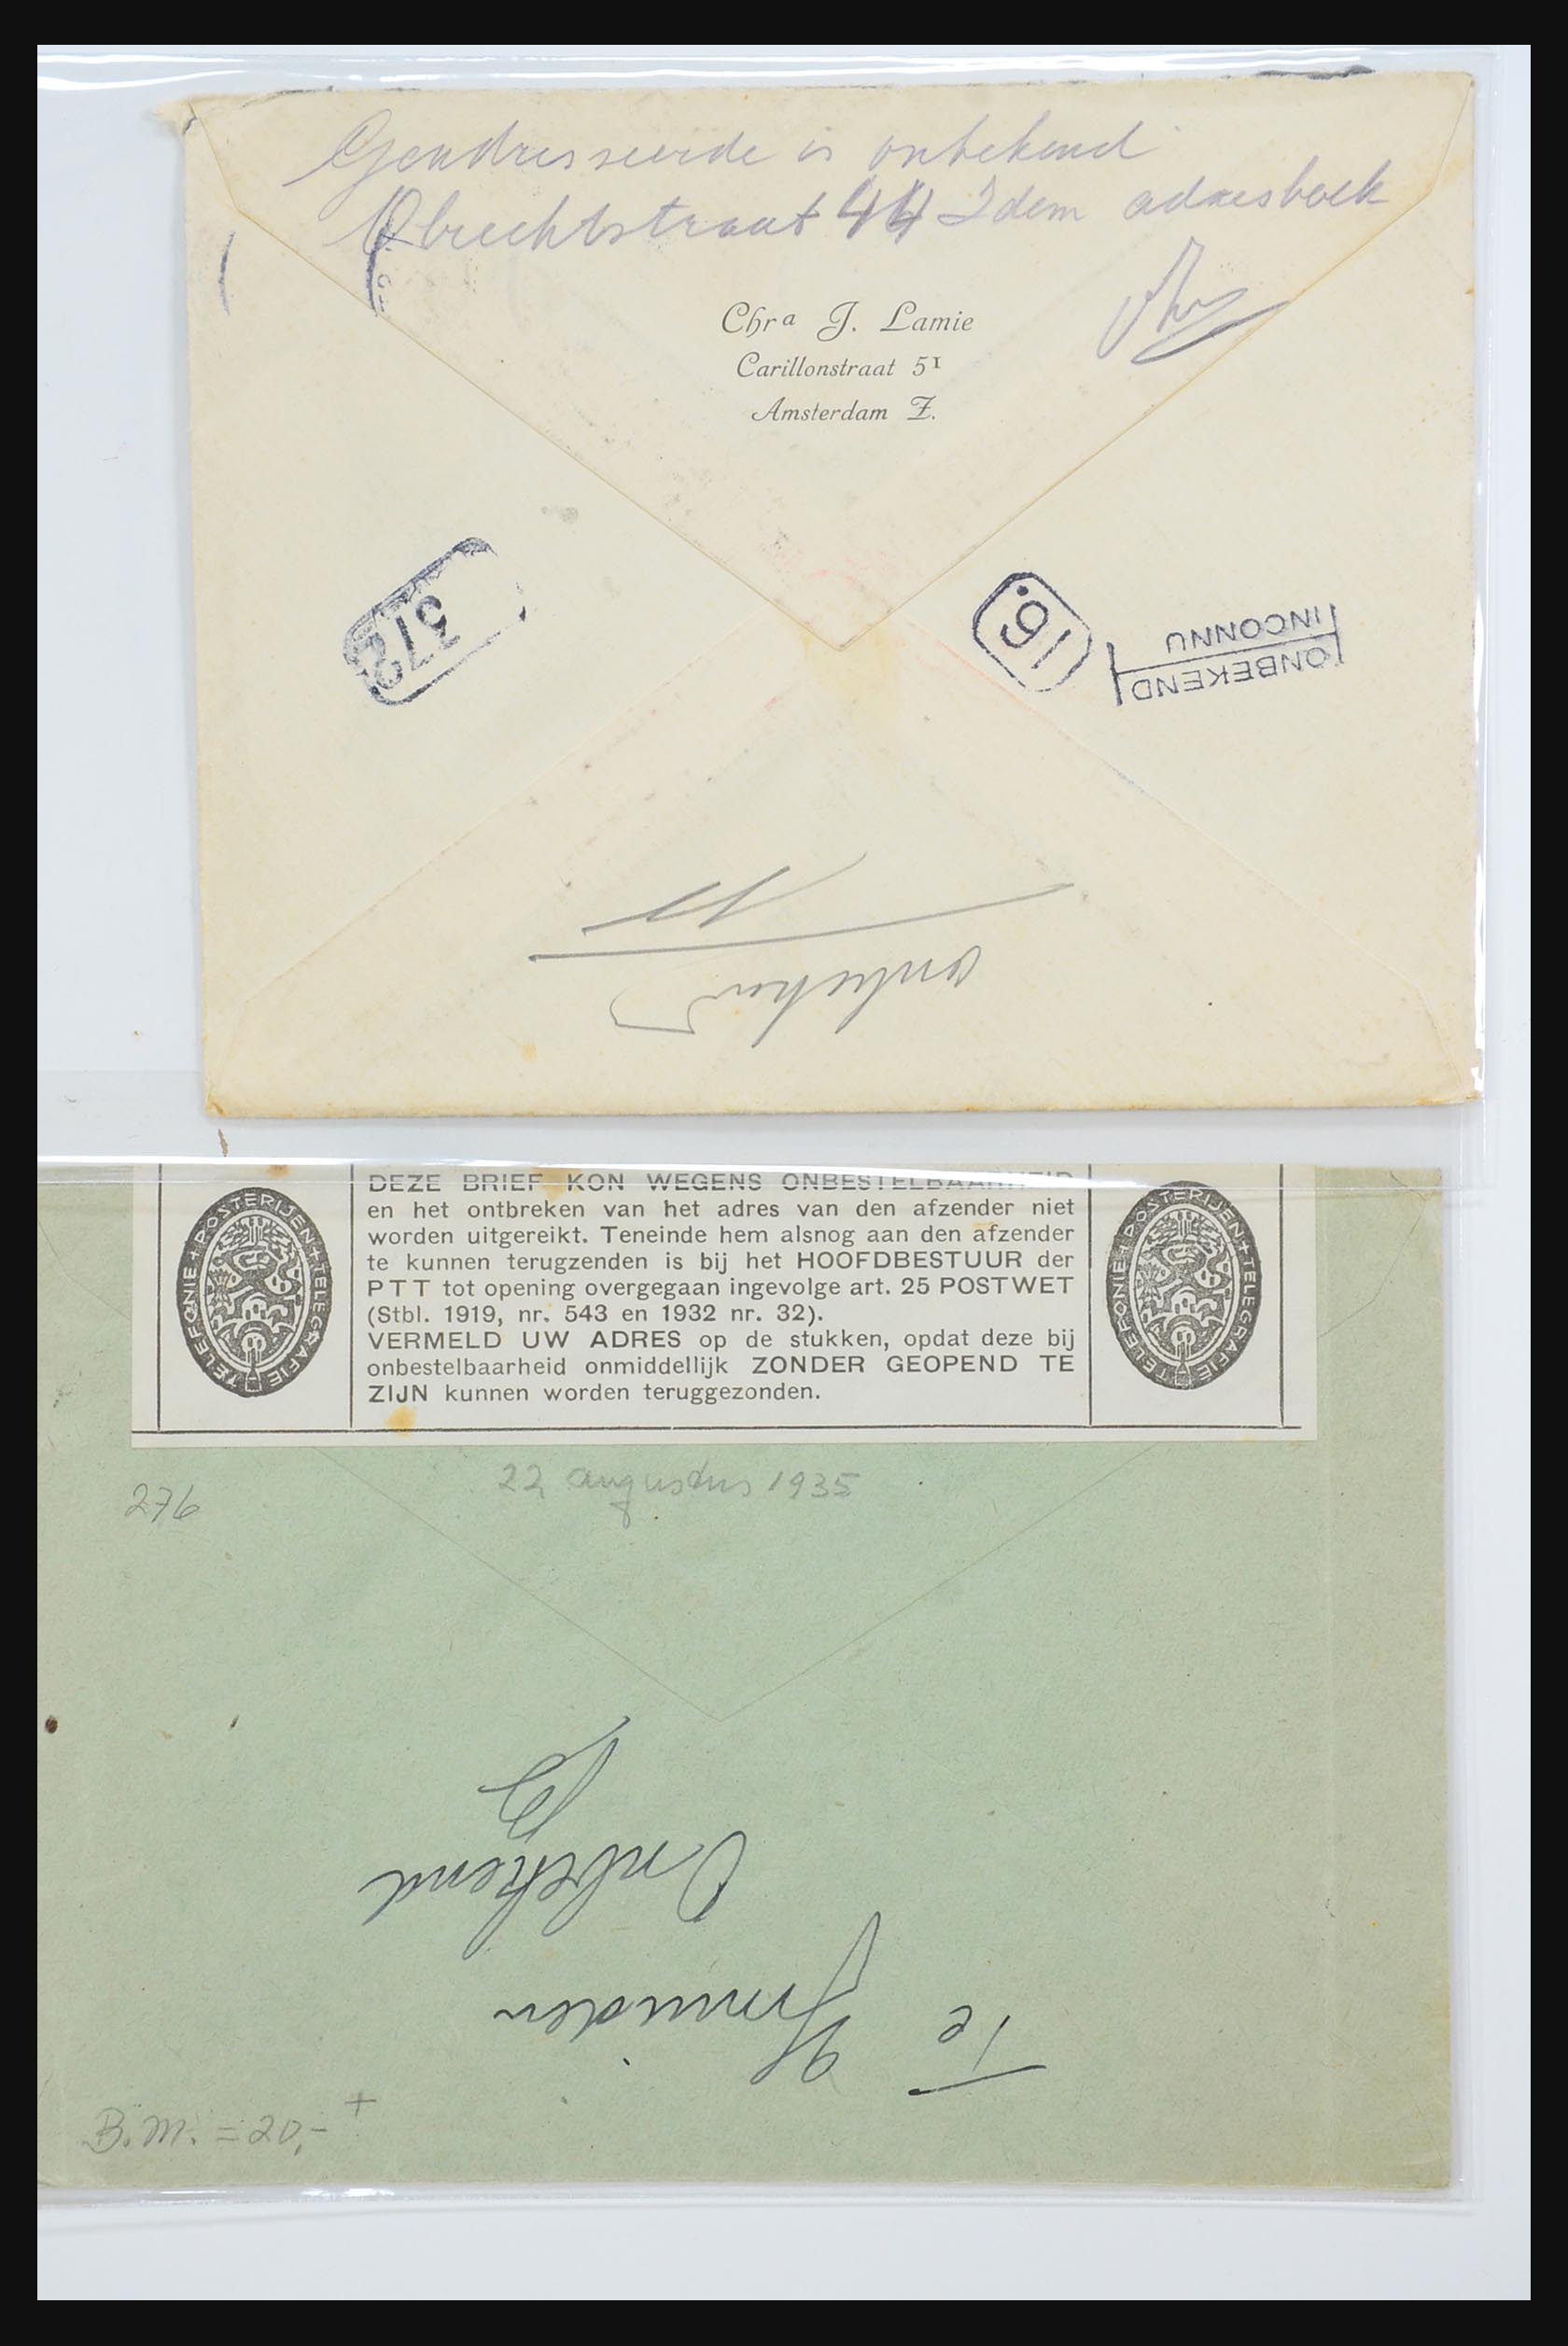 Geadresseerde is onbekend
Obrechtstraat 44 Idem adresboek
Chra J. Lamie
Carillonstraat 5I
Amsterdam Z.
372
16.
ONBEKEND
INCONNU
onbekend
DEZE BRIEF KON WEGENS ONBESTELBAARHEID
en het ontbreken van het adres van den afzender niet
worden uitgereikt. Teneinde hem alsnog aan den afzender
te kunnen terugzenden is bij het HOOFDBESTUUR der
PTT tot opening overgegaan ingevolge art. 25 POSTWET
(Stbl. 1919, nr. 543 en 1932 nr. 32).
VERMELD UW ADRES op de stukken, opdat deze bij
onbestelbaarheid onmiddellijk ZONDER GEOPEND TE
ZIJN kunnen worden teruggezonden.
POSTERIJEN+TELEGRAFIE TELEFONIE+
POSTERIJEN+TELEGRAFIE TELEFONIE+
22 augustus 1935
276
Te IJmuiden
Onbekend
B.M. = 20,- +